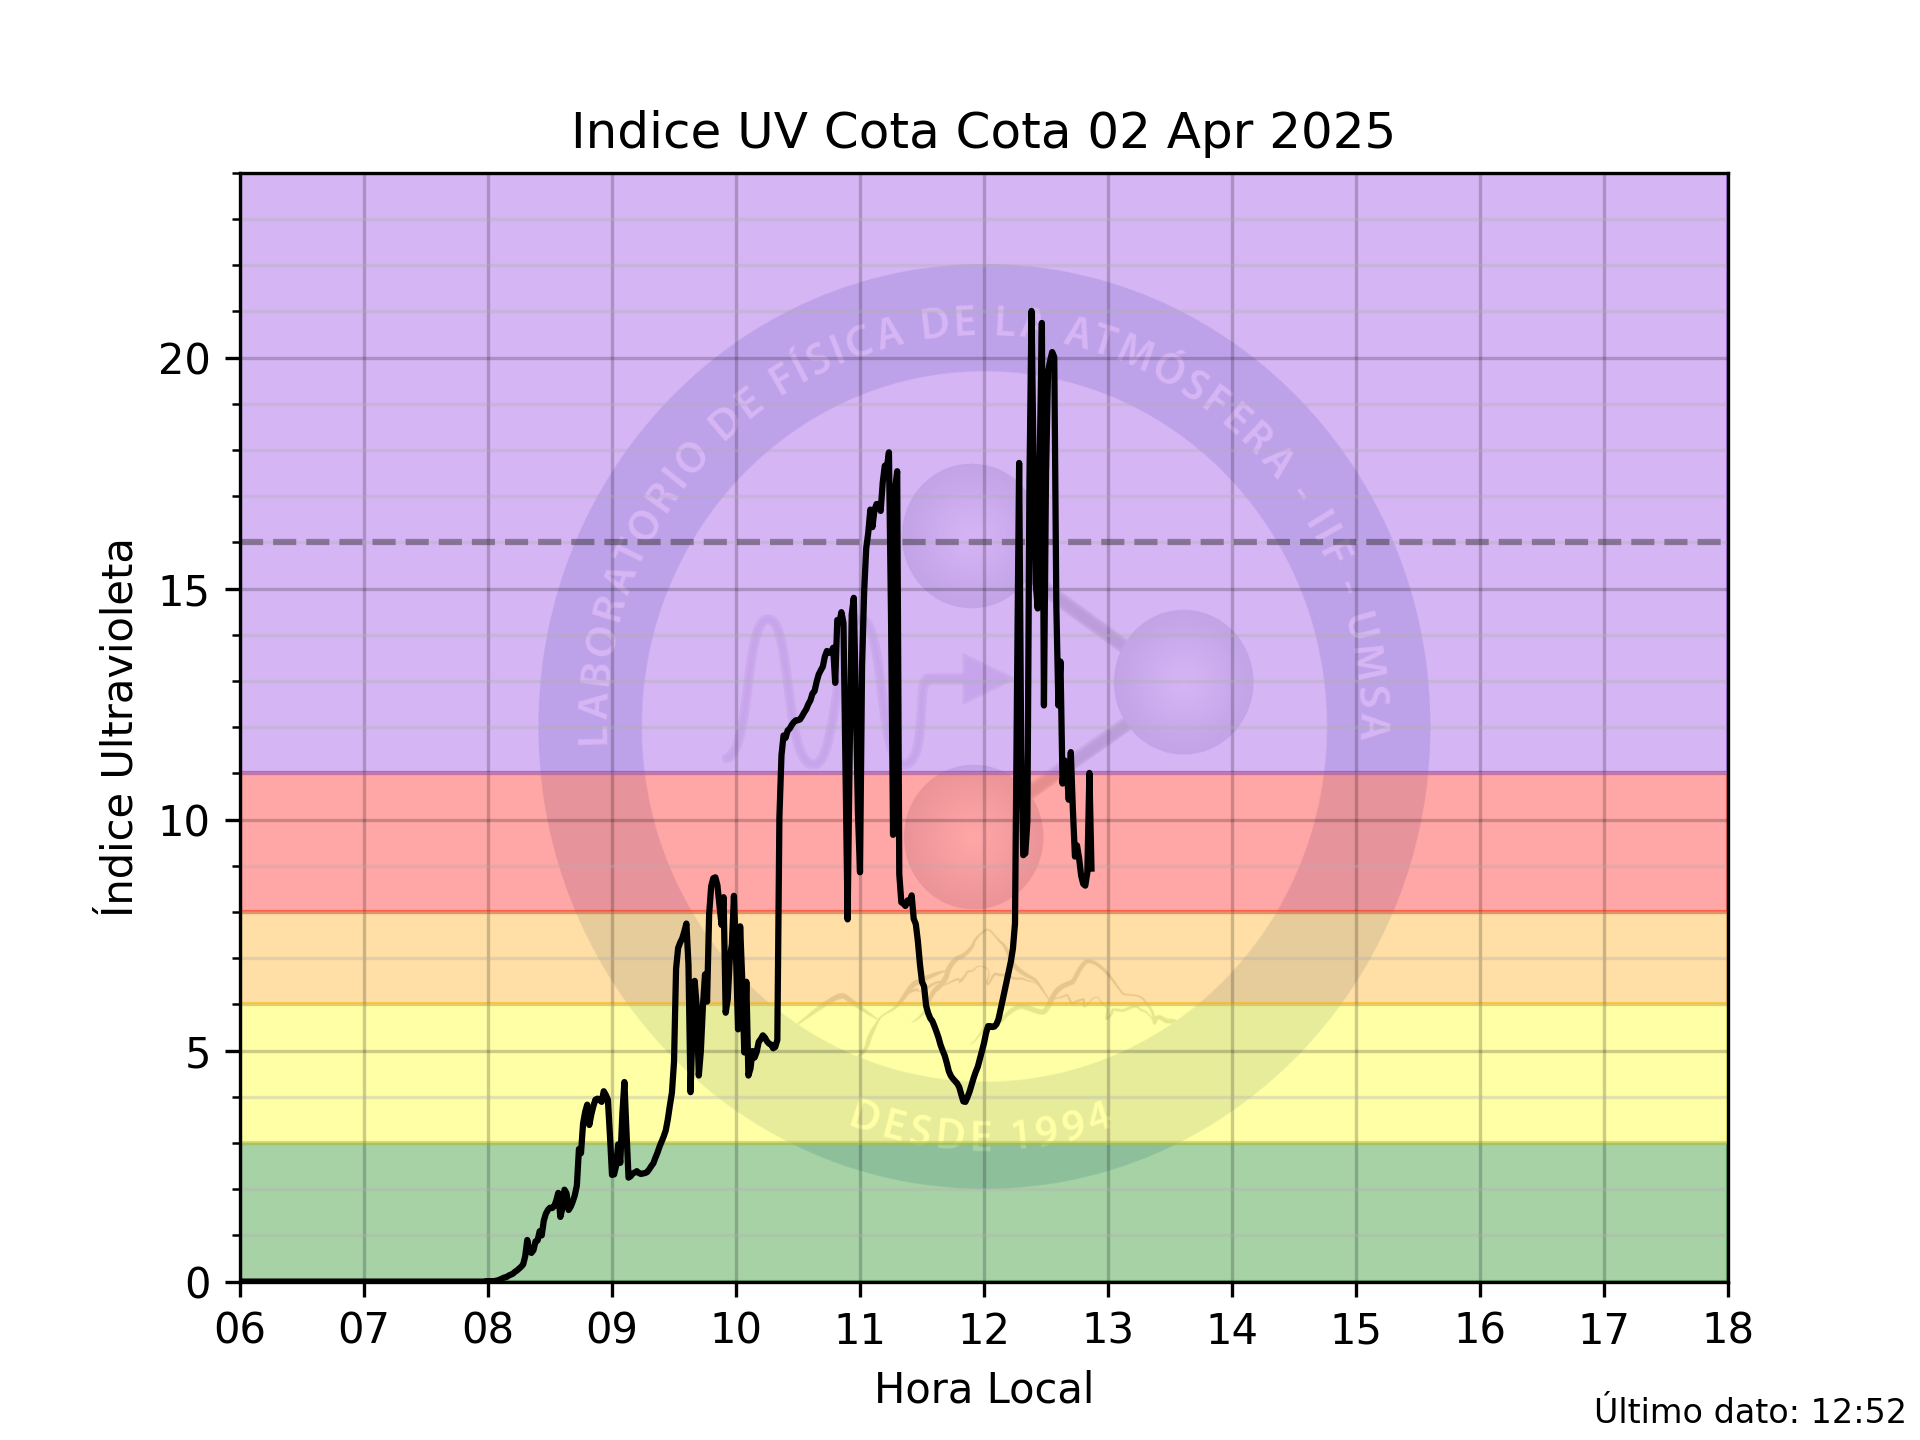 Indice UV Cota Cota 02 Apr 2025
Índice Ultravioleta
20
15
10
5
0
LABORATORIO DE FÍSICA DE LA ATMÓSFERA - IIF - UMSA
DESDE 1994
06 07 08 09 10 11 12 13 14 15 16 17 18
Hora Local
Último dato: 12:52